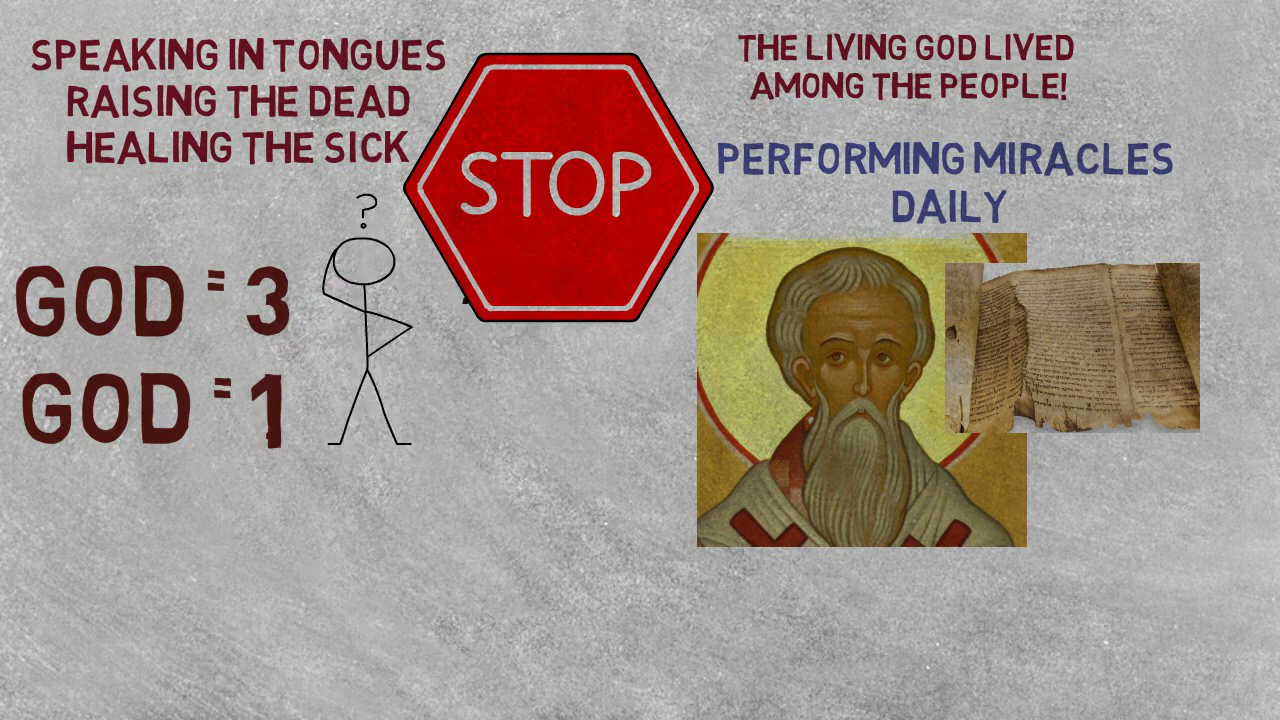 SPEAKING IN TONGUES
RAISING THE DEAD
HEALING THE SICK
STOP
THE LIVING GOD LIVED
AMONG THE PEOPLE!
PERFORMING MIRACLES
DAILY
?
GOD = 3
GOD = 1